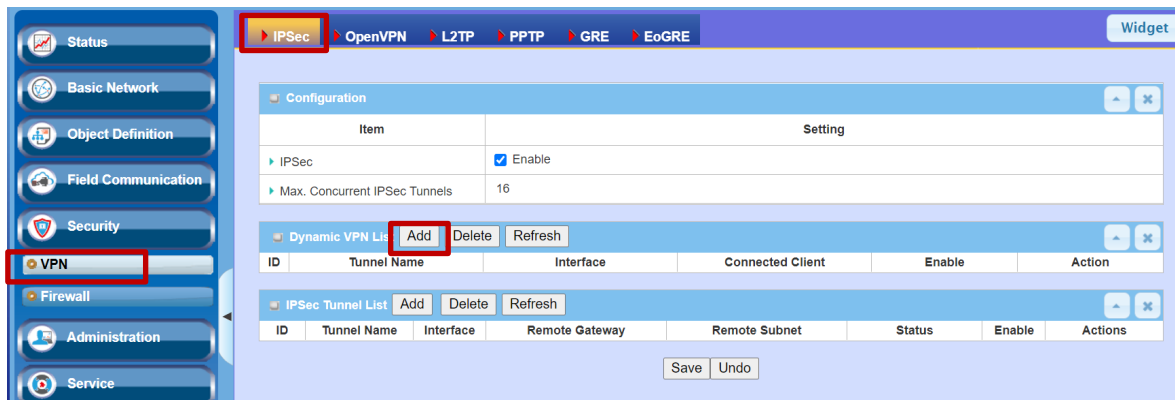 Status
Basic Network
Object Definition
Field Communication
Security
VPN
Firewall
Administration
Service
IPSec OpenVPN L2TP PPTP GRE EoGRE
Widget
Configuration
Item Setting
IPSec Enable
Max. Concurrent IPSec Tunnels 16
Dynamic VPN Lis Add Delete Refresh
ID Tunnel Name Interface Connected Client Enable Action
IPSec Tunnel List Add Delete Refresh
ID Tunnel Name Interface Remote Gateway Remote Subnet Status Enable Actions
Save Undo